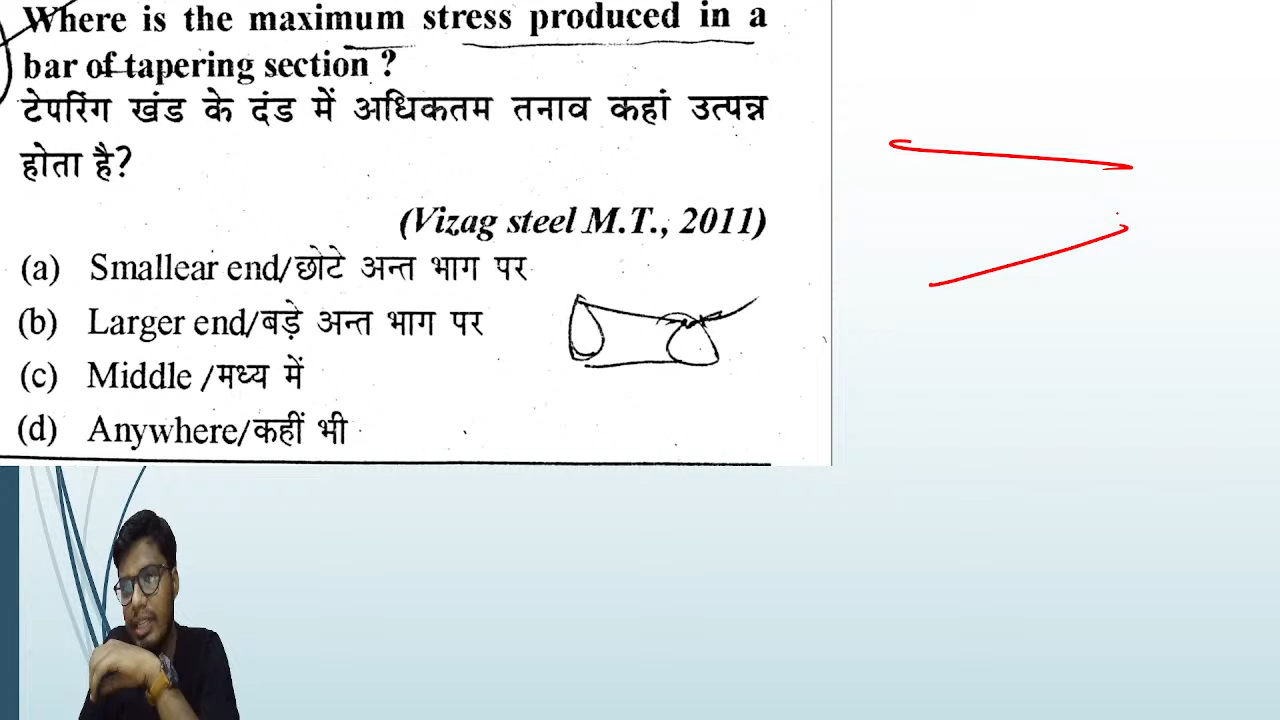 Where is the maximum stress produced in a
bar of tapering section ?
टेपरिंग खंड के दंड में अधिकतम तनाव कहां उत्पन्न
होता है?
(Vizag steel M.T., 2011)
(a) Smallear end/छोटे अन्त भाग पर
(b) Larger end/बड़े अन्त भाग पर
(c) Middle /मध्य में
(d) Anywhere/कहीं भी